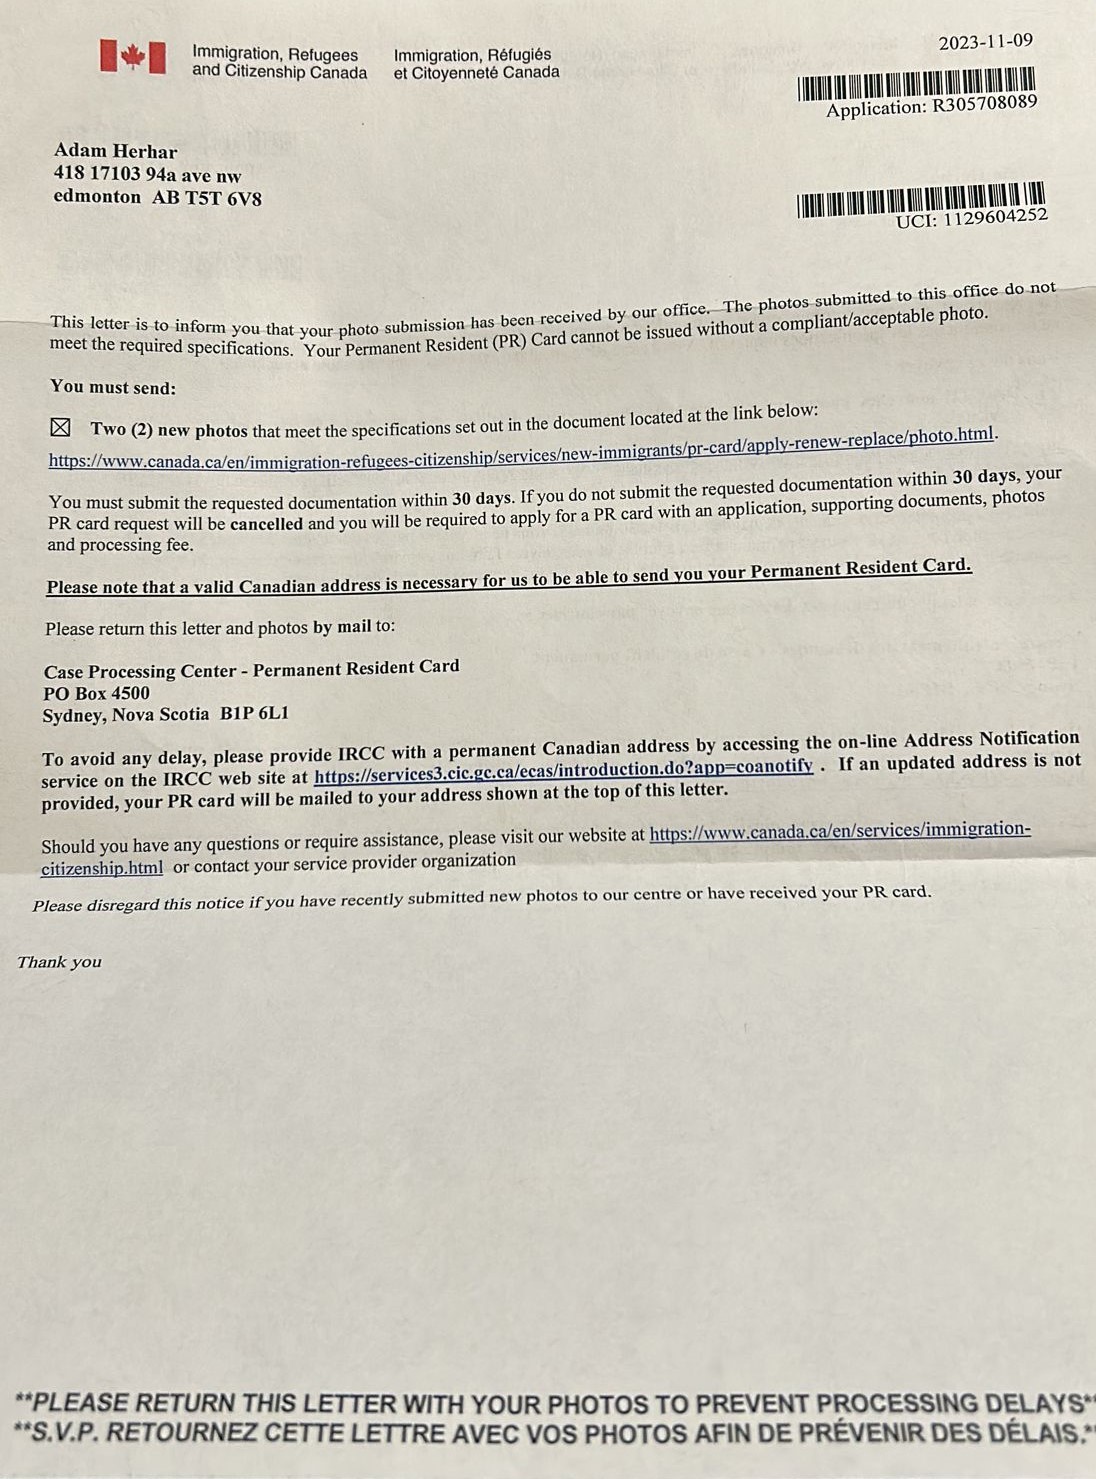 Immigration, Refugees
and Citizenship Canada
Immigration, Réfugiés
et Citoyenneté Canada
2023-11-09
Application: R305708089
Adam Herhar
418 17103 94a ave nw
edmonton AB T5T 6V8
UCI: 1129604252
This letter is to inform you that your photo submission has been received by our office. The photos submitted to this office do not
meet the required specifications. Your Permanent Resident (PR) Card cannot be issued without a compliant/acceptable photo.
You must send:
☒ Two (2) new photos that meet the specifications set out in the document located at the link below:
https://www.canada.ca/en/immigration-refugees-citizenship/services/new-immigrants/pr-card/apply-renew-replace/photo.html.
You must submit the requested documentation within 30 days. If you do not submit the requested documentation within 30 days, your
PR card request will be cancelled and you will be required to apply for a PR card with an application, supporting documents, photos
and processing fee.
Please note that a valid Canadian address is necessary for us to be able to send you your Permanent Resident Card.
Please return this letter and photos by mail to:
Case Processing Center - Permanent Resident Card
PO Box 4500
Sydney, Nova Scotia B1P 6L1
To avoid any delay, please provide IRCC with a permanent Canadian address by accessing the on-line Address Notification
service on the IRCC web site at https://services3.cic.gc.ca/ecas/introduction.do?app=coanotify . If an updated address is not
provided, your PR card will be mailed to your address shown at the top of this letter.
Should you have any questions or require assistance, please visit our website at https://www.canada.ca/en/services/immigration-
citizenship.html or contact your service provider organization
Please disregard this notice if you have recently submitted new photos to our centre or have received your PR card.
Thank you
**PLEASE RETURN THIS LETTER WITH YOUR PHOTOS TO PREVENT PROCESSING DELAYS**
**S.V.P. RETOURNEZ CETTE LETTRE AVEC VOS PHOTOS AFIN DE PRÉVENIR DES DÉLAIS.**